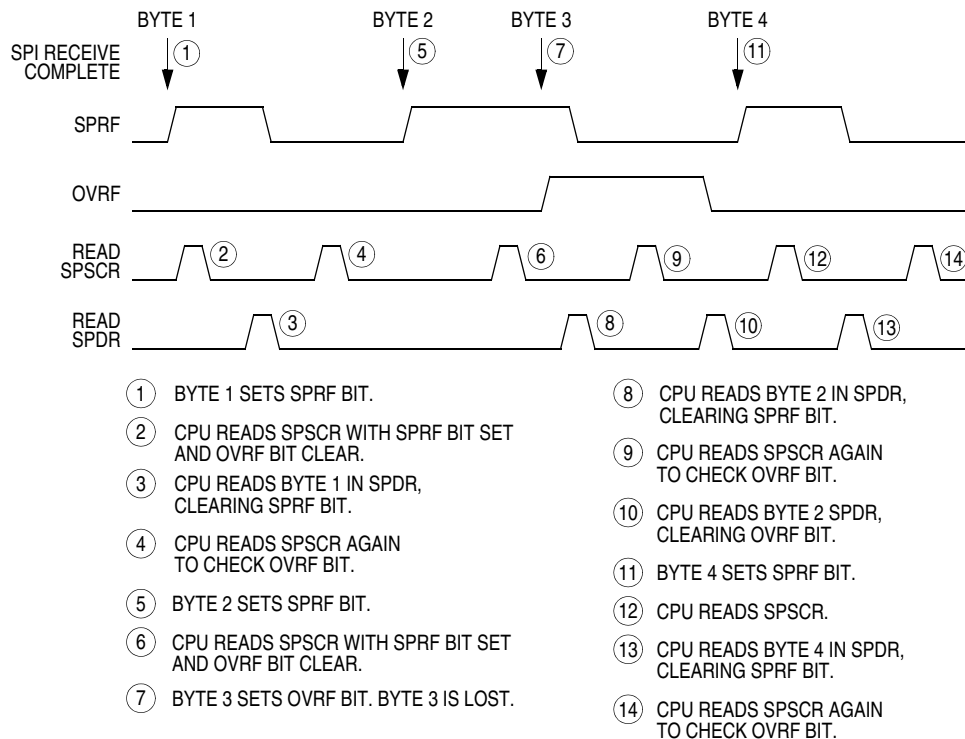 BYTE 1 BYTE 2 BYTE 3 BYTE 4
SPI RECEIVE
COMPLETE
1 5 7 11
SPRF
OVRF
READ
SPSCR
2 4 6 9 12 14
READ
SPDR
3 8 10 13
1 BYTE 1 SETS SPRF BIT.
2 CPU READS SPSCR WITH SPRF BIT SET
AND OVRF BIT CLEAR.
3 CPU READS BYTE 1 IN SPDR,
CLEARING SPRF BIT.
4 CPU READS SPSCR AGAIN
TO CHECK OVRF BIT.
5 BYTE 2 SETS SPRF BIT.
6 CPU READS SPSCR WITH SPRF BIT SET
AND OVRF BIT CLEAR.
7 BYTE 3 SETS OVRF BIT. BYTE 3 IS LOST.
8 CPU READS BYTE 2 IN SPDR,
CLEARING SPRF BIT.
9 CPU READS SPSCR AGAIN
TO CHECK OVRF BIT.
10 CPU READS BYTE 2 SPDR,
CLEARING OVRF BIT.
11 BYTE 4 SETS SPRF BIT.
12 CPU READS SPSCR.
13 CPU READS BYTE 4 IN SPDR,
CLEARING SPRF BIT.
14 CPU READS SPSCR AGAIN
TO CHECK OVRF BIT.